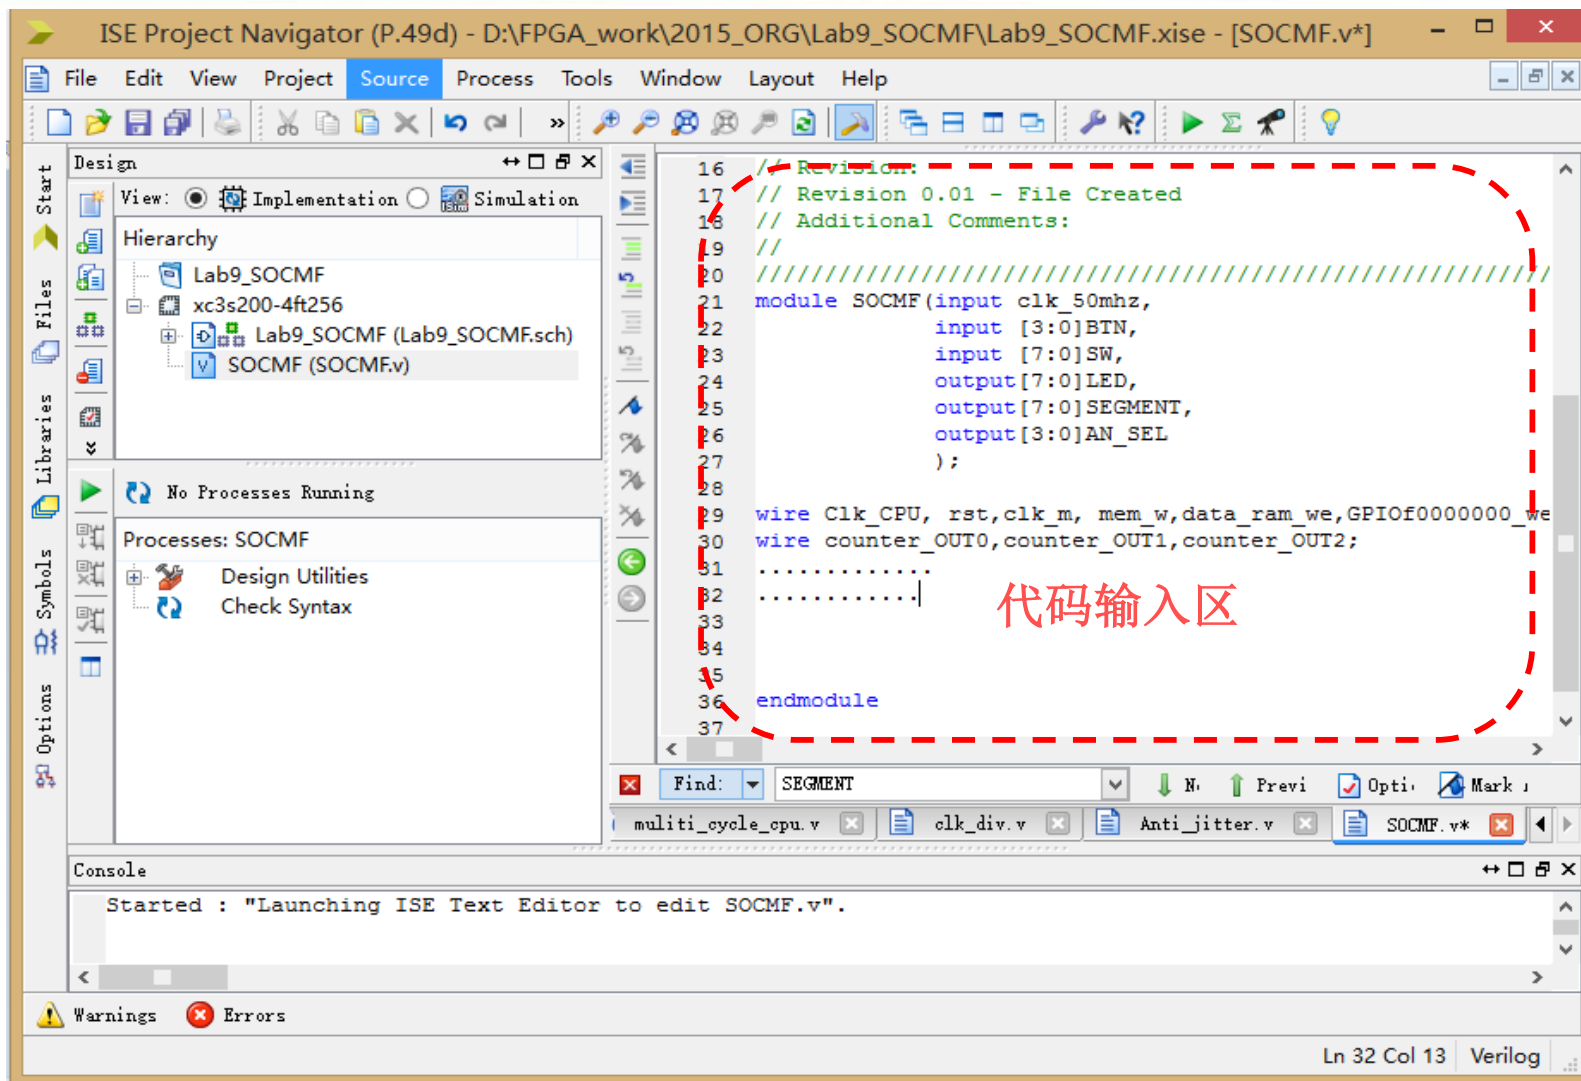 ISE Project Navigator (P.49d) - D:\FPGA_work\2015_ORG\Lab9_SOCMF\Lab9_SOCMF.xise - [SOCMF.v*]
File Edit View Project Source Process Tools Window Layout Help
Design
View: Implementation Simulation
Hierarchy
Lab9_SOCMF
xc3s200-4ft256
Lab9_SOCMF (Lab9_SOCMF.sch)
SOCMF (SOCMF.v)
No Processes Running
Processes: SOCMF
Design Utilities
Check Syntax
Start
Files
Libraries
Symbols
Options
16 // Revision:
17 // Revision 0.01 - File Created
18 // Additional Comments:
19 //
20 //////////////////////////////////////////////////////////
21 module SOCMF(input clk_50mhz,
22 input [3:0]BTN,
23 input [7:0]SW,
24 output[7:0]LED,
25 output[7:0]SEGMENT,
26 output[3:0]AN_SEL
27 );
28
29 wire Clk_CPU, rst,clk_m, mem_w,data_ram_we,GPIOf0000000_we
30 wire counter_OUT0,counter_OUT1,counter_OUT2;
31 .............
32 ............
代码输入区
33
34
35
36 endmodule
37
Find: SEGMENT N Previ Opti Mark
muliti_cycle_cpu.v clk_div.v Anti_jitter.v SOCMF.v*
Console
Started : "Launching ISE Text Editor to edit SOCMF.v".
Warnings Errors
Ln 32 Col 13 Verilog